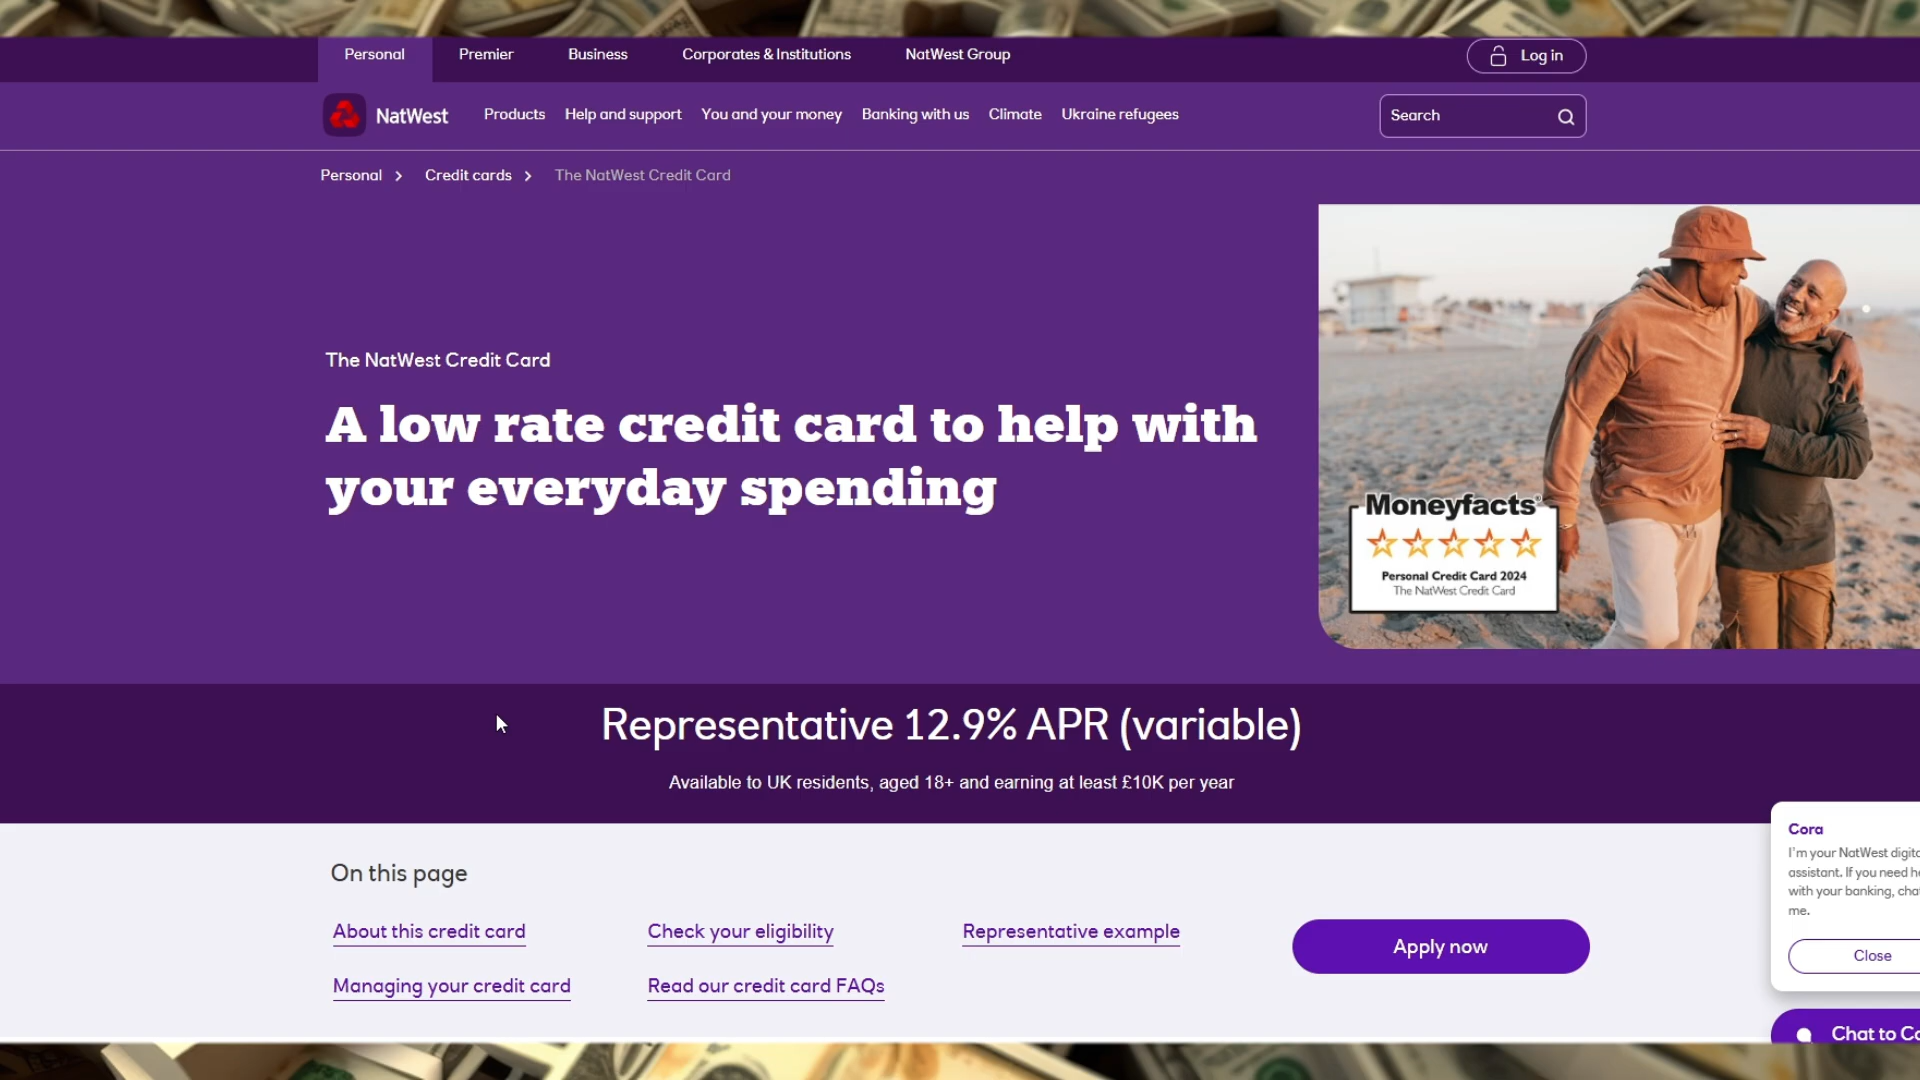 Personal
Premier
Business
Corporates & Institutions
NatWest Group
Log in
NatWest
Products
Help and support
You and your money
Banking with us
Climate
Ukraine refugees
Search
Personal
Credit cards
The NatWest Credit Card
The NatWest Credit Card
A low rate credit card to help with
your everyday spending
Moneyfacts®
Personal Credit Card 2024
The NatWest Credit Card
Representative 12.9% APR (variable)
Available to UK residents, aged 18+ and earning at least £10K per year
On this page
About this credit card
Check your eligibility
Representative example
Apply now
Managing your credit card
Read our credit card FAQs
Cora
I'm your NatWest
assistant. If you need
with your banking,
me.
Close
Chat to